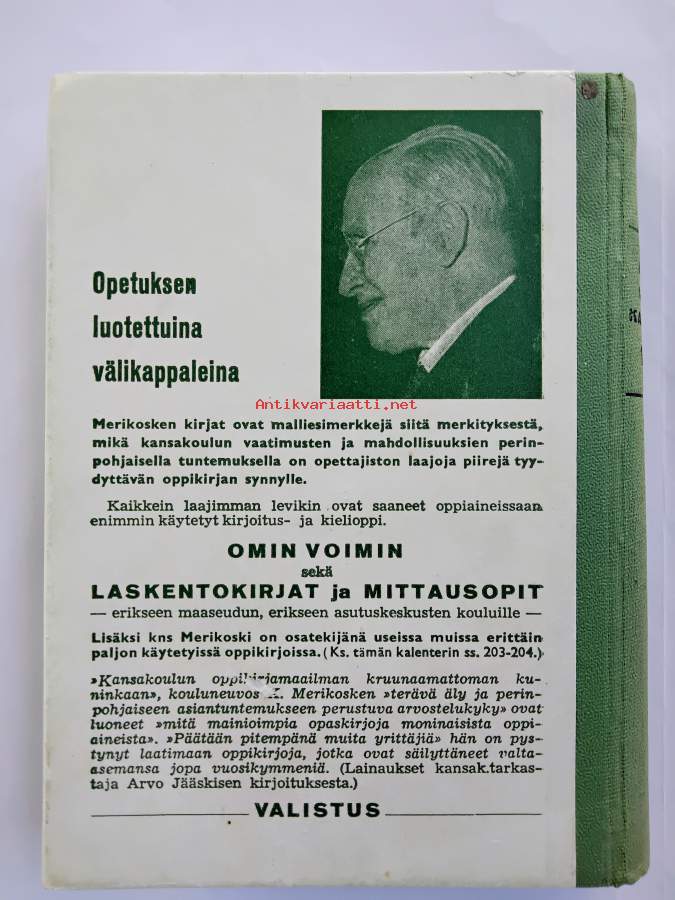 Opetuksen
luotettuina
välikappaleina
Antikvariaatti.net
Merikosken kirjat ovat malliesimerkkejä siitä merkityksestä,
mikä kansakoulun vaatimusten ja mahdollisuuksien perin-
pohjaisella tuntemuksella on opettajiston laajoja piirejä tyy-
dyttävän oppikirjan synnylle.
Kaikkein laajimman levikin ovat saaneet oppiaineissaan
enimmin käytetyt kirjoitus- ja kielioppi.
OMIN VOIMIN
sekä
LASKENTOKIRJAT ja MITTAUSOPIT
— erikseen maaseudun, erikseen asutuskeskusten kouluille —
Lisäksi kns Merikoski on osatekijänä useissa muissa erittäin
paljon käytetyissä oppikirjoissa. (Ks. tämän kalenterin ss. 203-204.)
»Kansakoulun oppikirjamaailman kruunaamattoman ku-
ninkaan», kouluneuvos K. Merikosken »terävä äly ja perin-
pohjaiseen asiantuntemukseen perustuva arvostelukyky» ovat
luoneet »mitä mainioimpia opaskirjoja moninaisista oppi-
aineista». »Päätään pitempänä muita yrittäjiä» hän on pys-
tynyt laatimaan oppikirjoja, jotka ovat säilyttäneet valta-
asemansa jopa vuosikymmeniä. (Lainaukset kansak.tarkas-
taja Arvo Jääskisen kirjoituksesta.)
VALISTUS